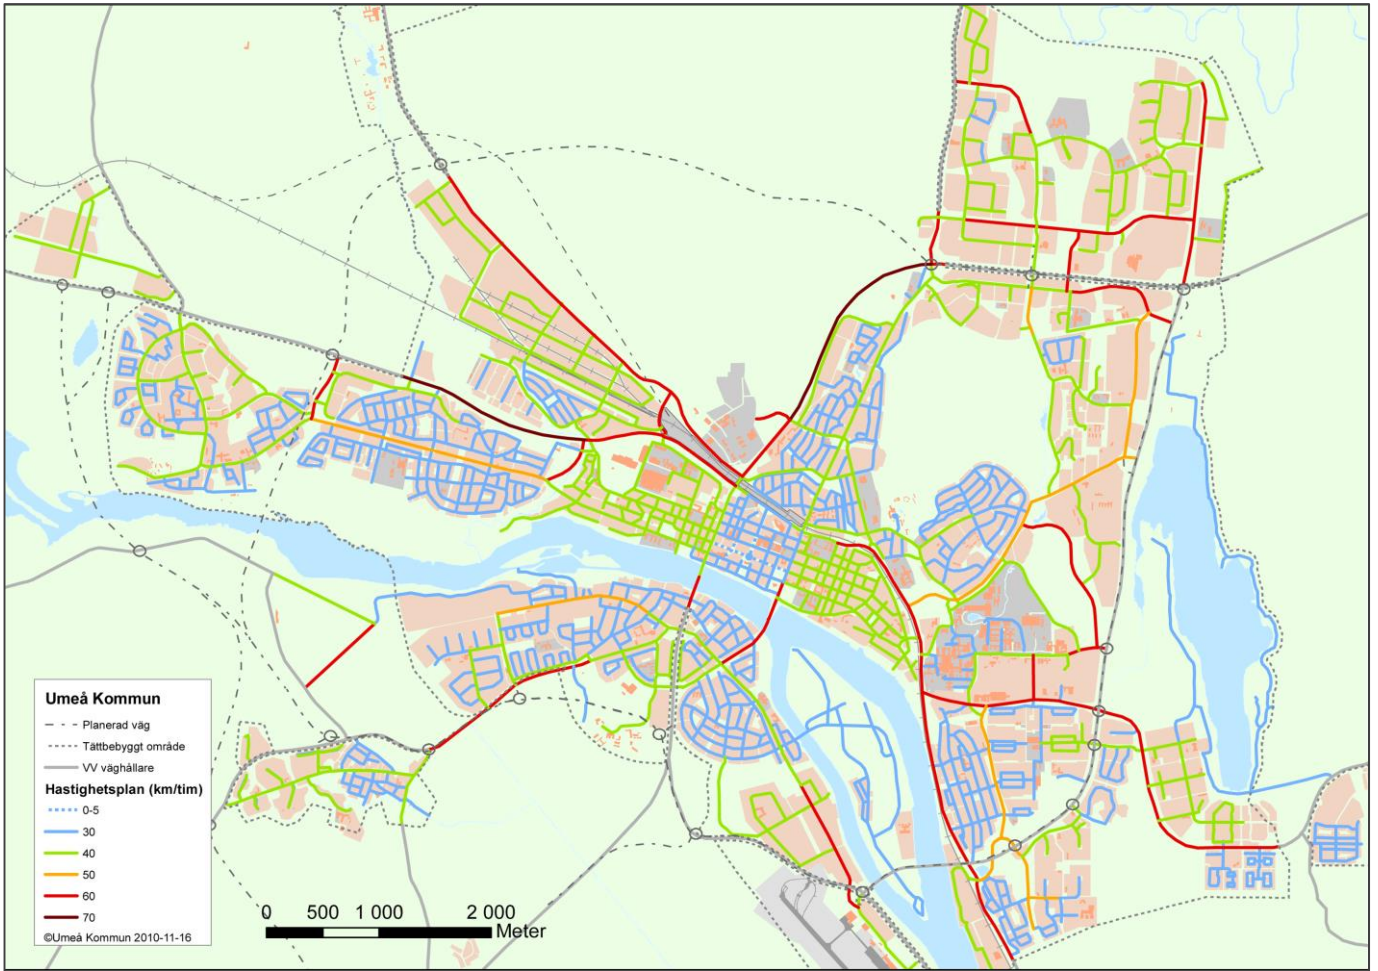 Umeå Kommun
Planerad väg
Tättbebyggt område
VV väghållare
Hastighetsplan (km/tim)
0-5
30
40
50
60
70
©Umeå Kommun 2010-11-16
0 500 1 000 2 000
Meter